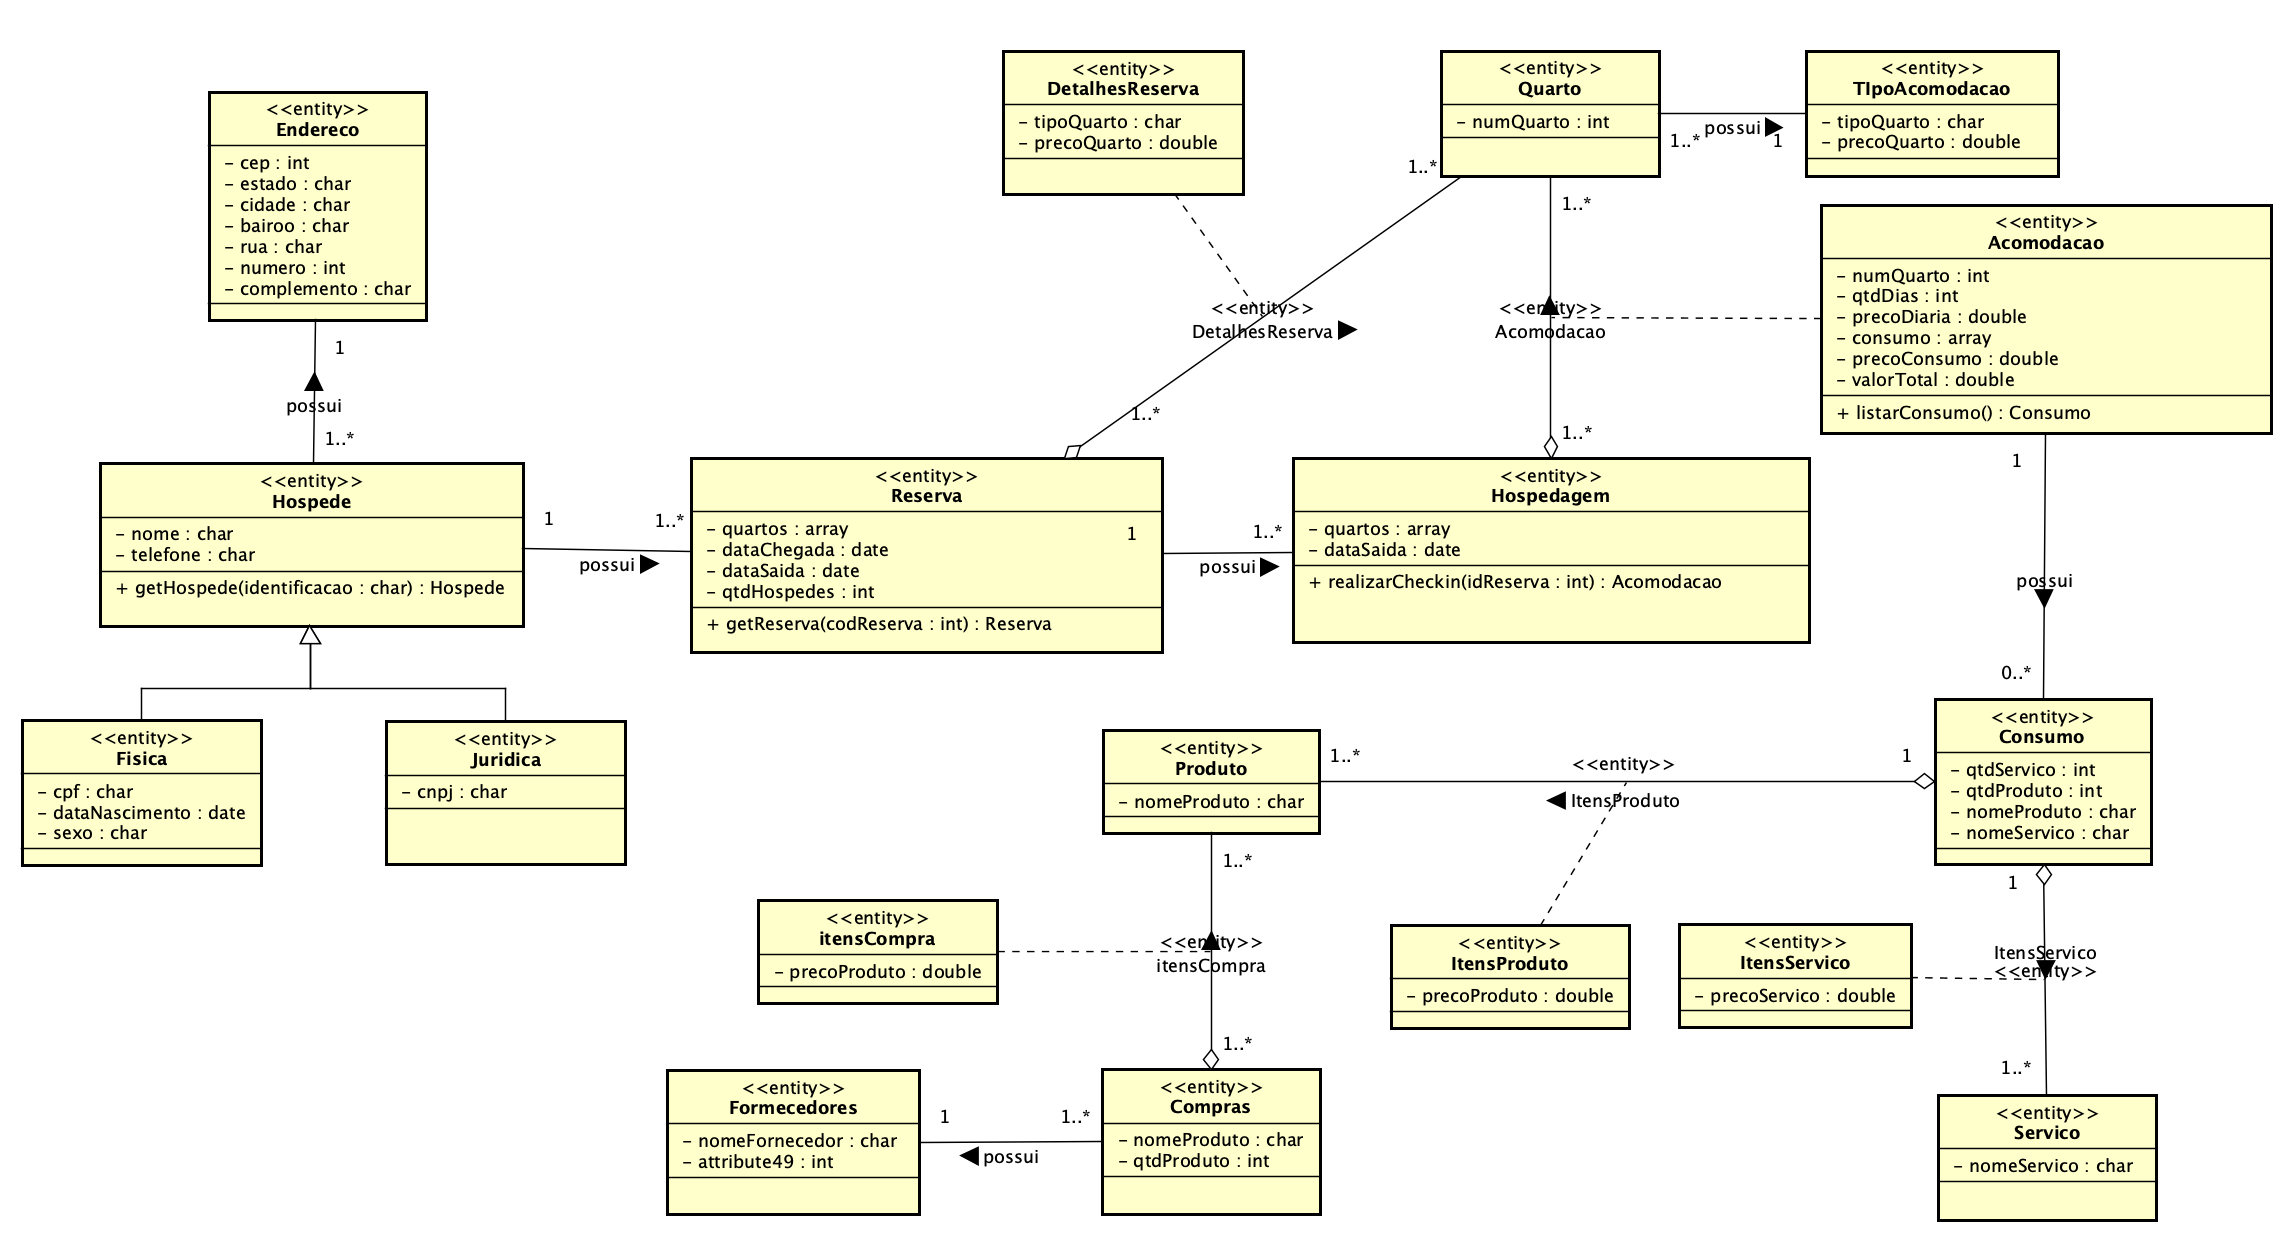 <<entity>>
Endereco
– cep : int
– estado : char
– cidade : char
– bairoo : char
– rua : char
– numero : int
– complemento : char
1
possui
1..*
<<entity>>
Hospede
– nome : char
– telefone : char
+ getHospede(identificacao : char) : Hospede
<<entity>>
Fisica
– cpf : char
– dataNascimento : date
– sexo : char
<<entity>>
Juridica
– cnpj : char
1
1..*
possui
<<entity>>
Reserva
– quartos : array
– dataChegada : date
– dataSaida : date
– qtdHospedes : int
+ getReserva(codReserva : int) : Reserva
1
1..*
possui
<<entity>>
DetalhesReserva
– tipoQuarto : char
– precoQuarto : double
1..*
<<entity>>
DetalhesReserva
1..*
<<entity>>
Quarto
– numQuarto : int
1..*
possui
1
<<entity>>
TIpoAcomodacao
– tipoQuarto : char
– precoQuarto : double
1..*
<<entity>>
Acomodacao
1..*
<<entity>>
Hospedagem
– quartos : array
– dataSaida : date
+ realizarCheckin(idReserva : int) : Acomodacao
<<entity>>
Acomodacao
– numQuarto : int
– qtdDias : int
– precoDiaria : double
– consumo : array
– precoConsumo : double
– valorTotal : double
+ listarConsumo() : Consumo
1
possui
0..*
<<entity>>
Consumo
– qtdServico : int
– qtdProduto : int
– nomeProduto : char
– nomeServico : char
<<entity>>
Produto
– nomeProduto : char
1..*
<<entity>>
ItensProduto
1
1..*
<<entity>>
itensCompra
1..*
<<entity>>
itensCompra
– precoProduto : double
<<entity>>
ItensProduto
– precoProduto : double
<<entity>>
ItensServico
– precoServico : double
1
ItensServico
<<entity>>
1..*
<<entity>>
Formecedores
– nomeFornecedor : char
– attribute49 : int
1
1..*
possui
<<entity>>
Compras
– nomeProduto : char
– qtdProduto : int
<<entity>>
Servico
– nomeServico : char